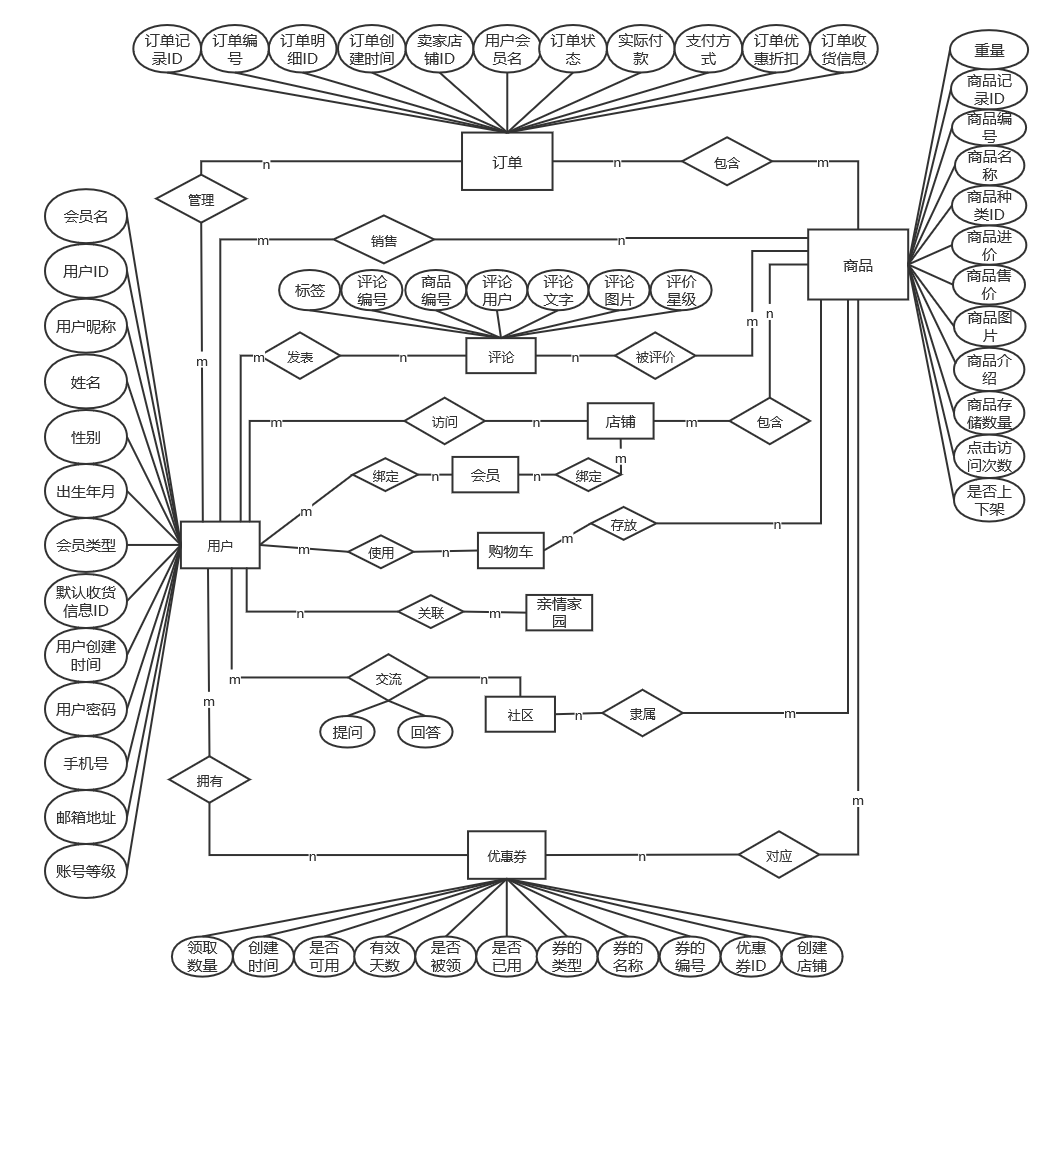 订单记
录ID
订单编
号
订单明
细ID
订单创
建时间
卖家店
铺ID
用户会
员名
订单状
态
实际付
款
支付方
式
订单优
惠折扣
订单收
货信息
重量
商品记
录ID
商品编
号
商品名
称
商品种
类ID
商品进
价
商品售
价
商品图
片
商品介
绍
商品存
储数量
点击访
问次数
是否上
下架
n
订单
n
包含
m
管理
m
会员名
用户ID
用户昵称
姓名
性别
出生年月
会员类型
默认收货
信息ID
用户创建
时间
用户密码
手机号
邮箱地址
账号等级
m
销售
n
商品
标签
评论
编号
商品
编号
评论
用户
评论
文字
评论
图片
评价
星级
m
发表
n
评论
n
被评价
m
n
m
访问
n
店铺
m
包含
m
绑定
n
会员
n
绑定
m
用户
m
使用
n
购物车
m
存放
n
n
关联
m
亲情家
园
m
交流
n
提问
回答
社区
n
隶属
m
m
拥有
n
优惠券
n
对应
m
领取
数量
创建
时间
是否
可用
有效
天数
是否
被领
是否
已用
券的
类型
券的
名称
券的
编号
优惠
券ID
创建
店铺